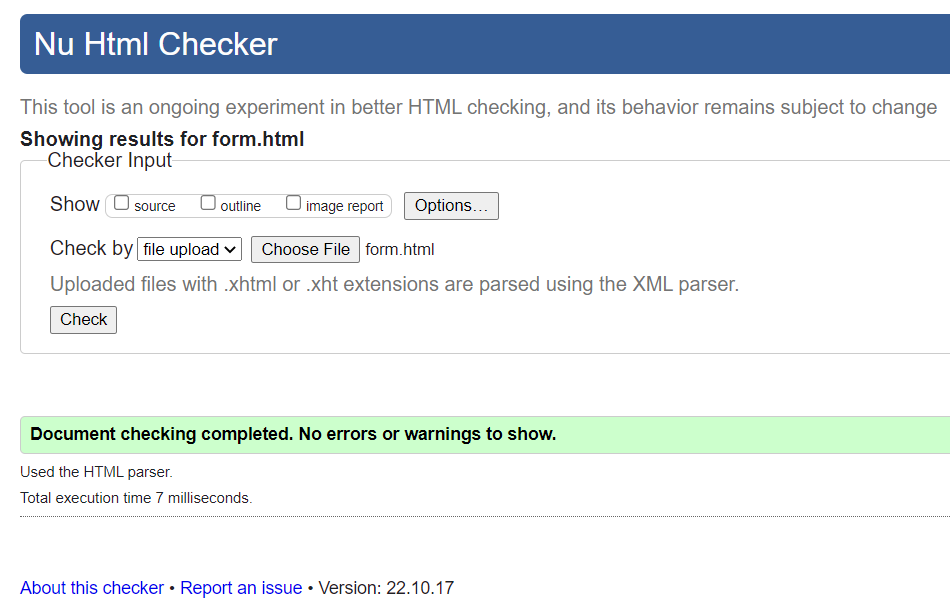 Nu Html Checker
This tool is an ongoing experiment in better HTML checking, and its behavior remains subject to change
Showing results for form.html
Checker Input
Show source outline image report Options...
Check by file upload Choose File form.html
Uploaded files with .xhtml or .xht extensions are parsed using the XML parser.
Check
Document checking completed. No errors or warnings to show.
Used the HTML parser.
Total execution time 7 milliseconds.
About this checker • Report an issue • Version: 22.10.17